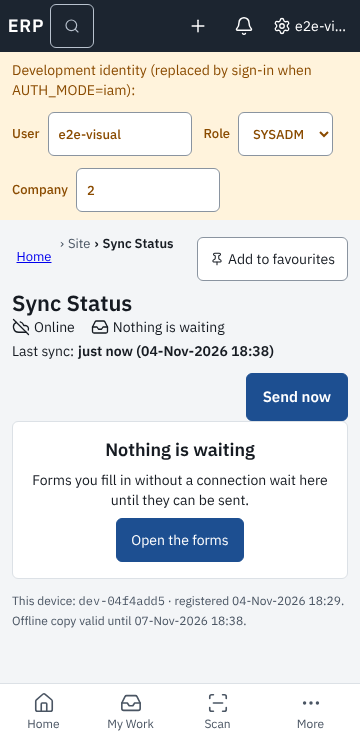 ERP
e2e-vi...
Development identity (replaced by sign-in when
AUTH_MODE=iam):
User e2e-visual Role SYSADM
Company 2
Home › Site › Sync Status
Add to favourites
Sync Status
Online Nothing is waiting
Last sync: just now (04-Nov-2026 18:38)
Send now
Nothing is waiting
Forms you fill in without a connection wait here
until they can be sent.
Open the forms
This device: dev-04f4add5 · registered 04-Nov-2026 18:29.
Offline copy valid until 07-Nov-2026 18:38.
Home My Work Scan More